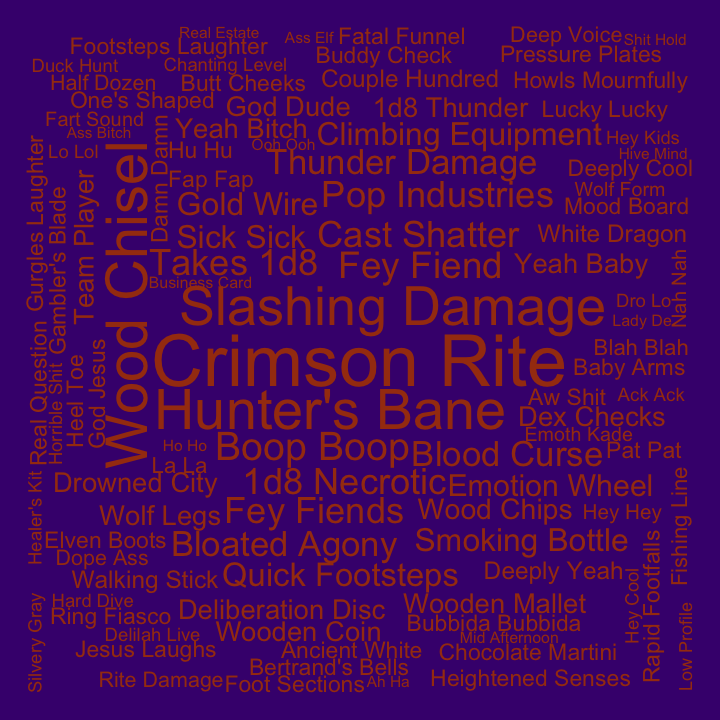 Real Estate
Ass Elf
Fatal Funnel
Deep Voice
Shit Hold
Footsteps Laughter
Buddy Check
Pressure Plates
Duck Hunt
Chanting Level
Half Dozen
Butt Cheeks
Couple Hundred
Howls Mournfully
One's Shaped
God Dude
1d8 Thunder
Lucky Lucky
Fart Sound
Ass Bitch
Yeah Bitch
Climbing Equipment
Hey Kids
Lo Lol
Damn Damn
Hu Hu
Ooh Ooh
Thunder Damage
Hive Mind
Deeply Cool
Fap Fap
Wolf Form
Gold Wire
Pop Industries
Mood Board
Gurgles Laughter
Gambler's Blade
Team Player
Wood Chisel
Sick Sick
Cast Shatter
White Dragon
Takes 1d8
Fey Fiend
Yeah Baby
Nah Nah
Business Card
Slashing Damage
Dro Lo
Lady De
Crimson Rite
Blah Blah
Baby Arms
Real Question
Horrible Shit
Heel Toe
God Jesus
Hunter's Bane
Aw Shit
Ack Ack
Dex Checks
Emoth Kade
Ho Ho
Boop Boop
Blood Curse
Pat Pat
La La
Drowned City
1d8 Necrotic
Emotion Wheel
Healer's Kit
Wolf Legs
Fey Fiends
Wood Chips
Hey Hey
Fishing Line
Elven Boots
Bloated Agony
Smoking Bottle
Dope Ass
Walking Stick
Quick Footsteps
Deeply Yeah
Hey Cool
Rapid Footfalls
Low Profile
Silvery Gray
Hard Dive
Ring Fiasco
Deliberation Disc
Wooden Mallet
Delilah Live
Wooden Coin
Bubbida Bubbida
Mid Afternoon
Jesus Laughs
Ancient White
Chocolate Martini
Bertrand's Bells
Rite Damage
Foot Sections
Ah Ha
Heightened Senses